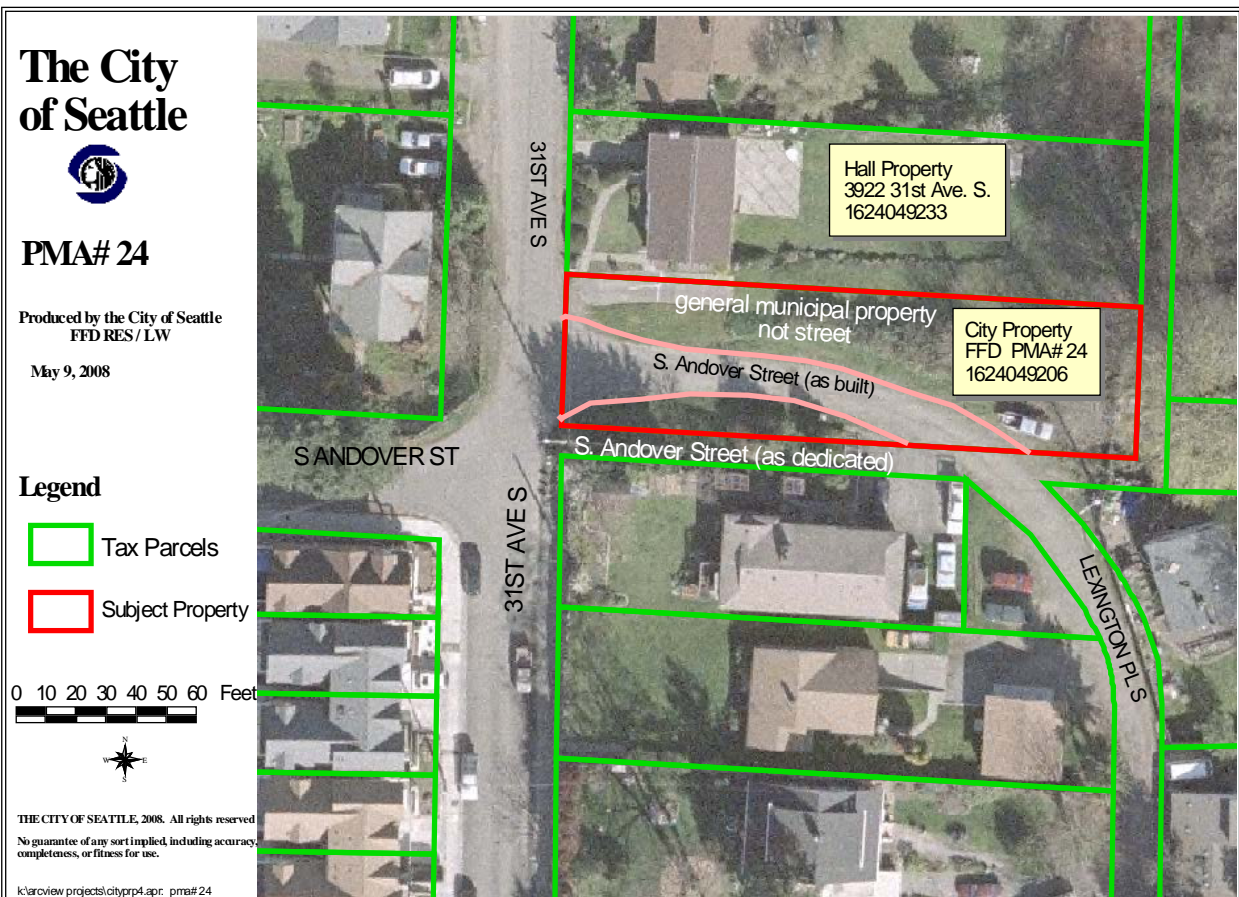 The City
of Seattle
PMA# 24
Produced by the City of Seattle
FFD RES / LW
May 9, 2008
Legend
Tax Parcels
Subject Property
0 10 20 30 40 50 60 Feet
N
W E
S
THE CITY OF SEATTLE, 2008. All rights reserved
No guarantee of any sort implied, including accuracy,
completeness, or fitness for use.
k:\arcview projects\cityprp4.apr: pma# 24
31ST AVE S
Hall Property
3922 31st Ave. S.
1624049233
general municipal property
not street
City Property
FFD PMA# 24
1624049206
S. Andover Street (as built)
S ANDOVER ST
S. Andover Street (as dedicated)
31ST AVE S
LEXINGTON PL S